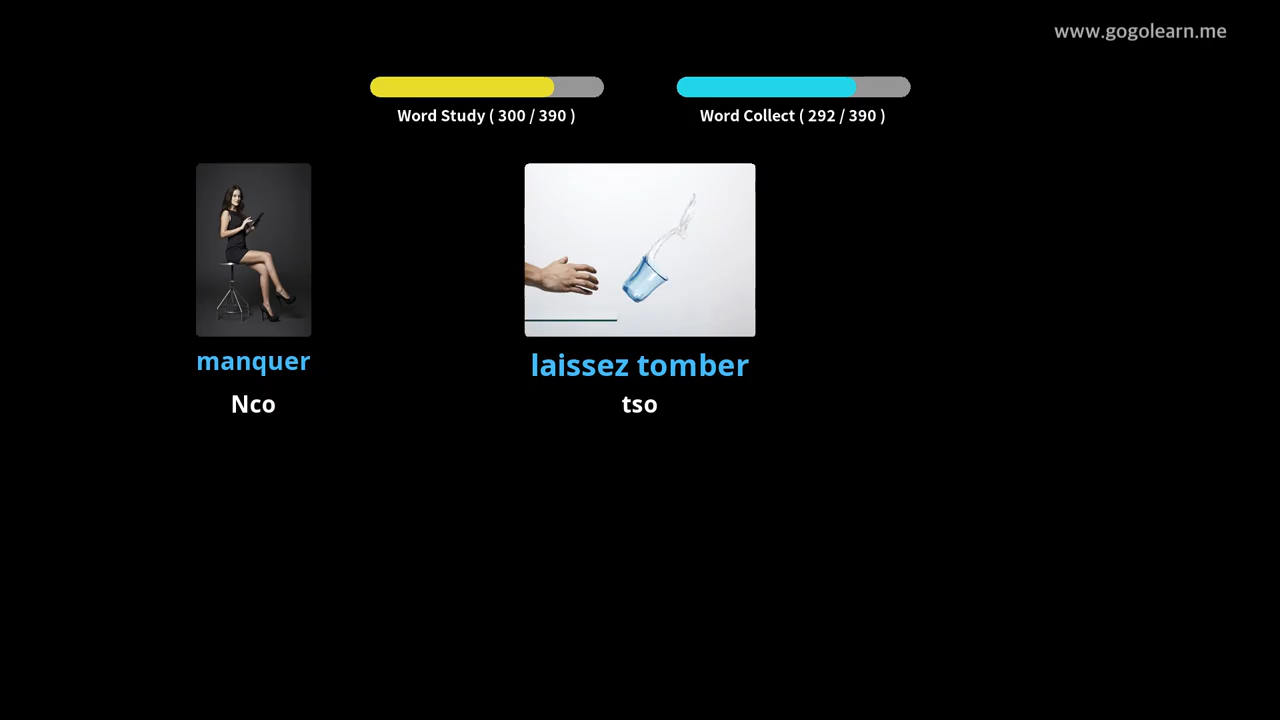 www.gogolearn.me
Word Study ( 300 / 390 )
Word Collect ( 292 / 390 )
manquer
Nco
laissez tomber
tso